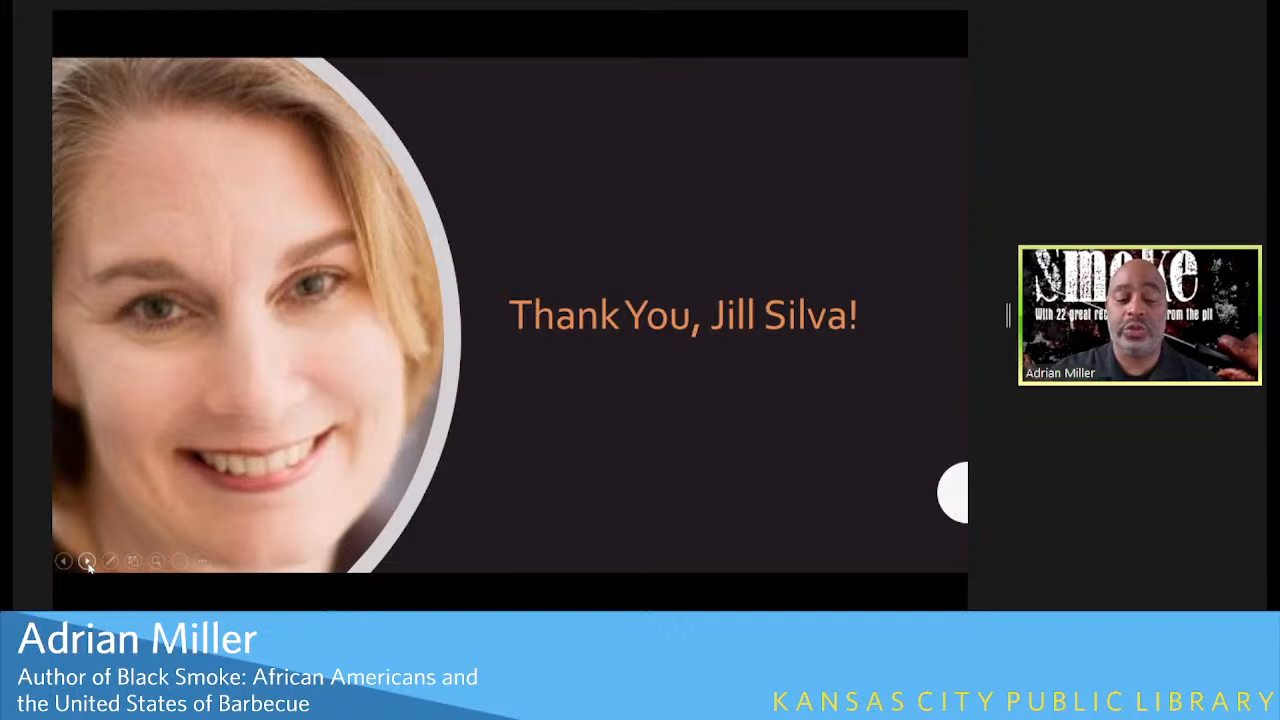 Thank You, Jill Silva!
Smoke
With 22 great rec
from the pit
Adrian Miller
Adrian Miller
Author of Black Smoke: African Americans and
the United States of Barbecue
KANSAS CITY PUBLIC LIBRARY